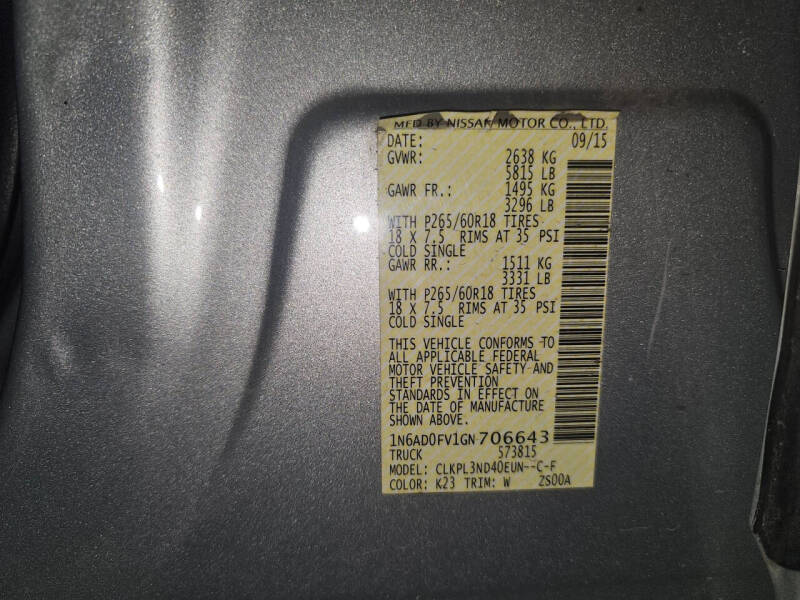 MFD BY NISSAN MOTOR CO., LTD.
DATE: 09/15
GVWR: 2638 KG
5815 LB
GAWR FR.: 1495 KG
3296 LB
WITH P265/60R18 TIRES
18 X 7.5 RIMS AT 35 PSI
COLD SINGLE
GAWR RR.: 1511 KG
3331 LB
WITH P265/60R18 TIRES
18 X 7.5 RIMS AT 35 PSI
COLD SINGLE
THIS VEHICLE CONFORMS TO
ALL APPLICABLE FEDERAL
MOTOR VEHICLE SAFETY AND
THEFT PREVENTION
STANDARDS IN EFFECT ON
THE DATE OF MANUFACTURE
SHOWN ABOVE.
1N6AD0FV1GN706643
TRUCK 573815
MODEL: CLKPL3ND40EUN--C-F
COLOR: K23 TRIM: W ZS00A